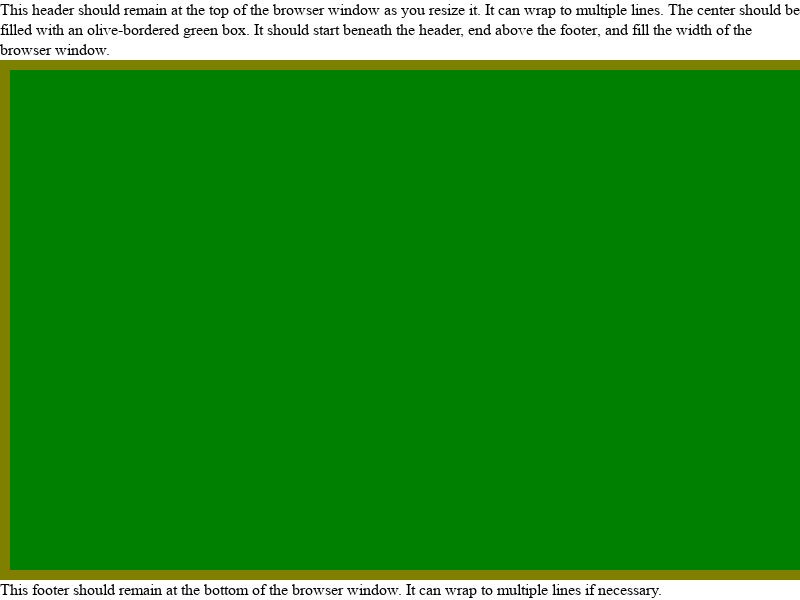 This header should remain at the top of the browser window as you resize it. It can wrap to multiple lines. The center should be
filled with an olive-bordered green box. It should start beneath the header, end above the footer, and fill the width of the
browser window.
This footer should remain at the bottom of the browser window. It can wrap to multiple lines if necessary.